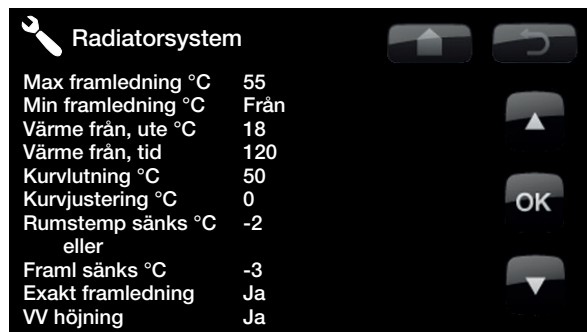 Radiatorsystem
Max framledning °C 55
Min framledning °C Från
Värme från, ute °C 18
Värme från, tid 120
Kurvlutning °C 50
Kurvjustering °C 0
Rumstemp sänks °C -2
eller
Framl sänks °C -3
Exakt framledning Ja
VV höjning Ja
OK